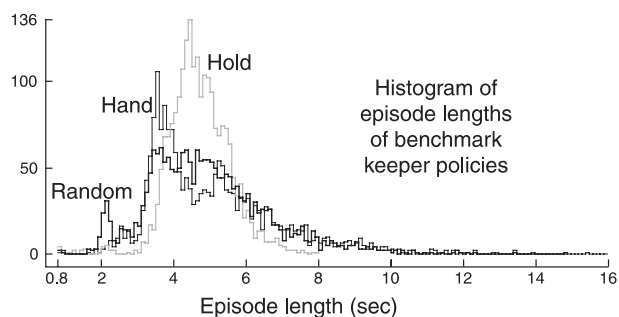 136
100
50
0
Hand
Hold
Random
Histogram of
episode lengths
of benchmark
keeper policies
0.8 2 4 6 8 10 12 14 16
Episode length (sec)